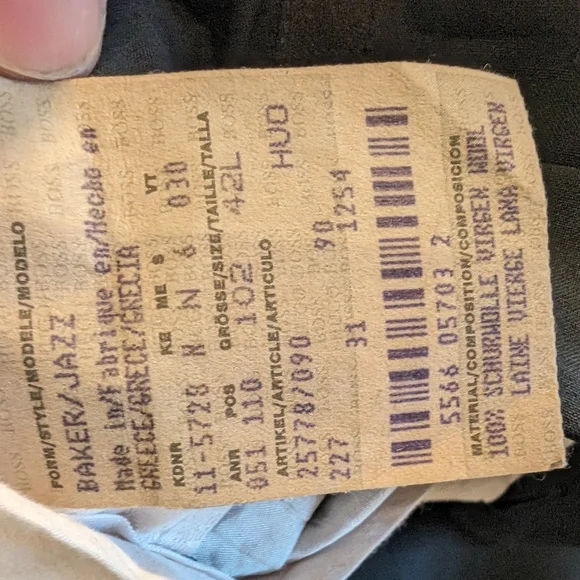 FORM/STYLE/MODELE/MODELO
BAKER/JAZZ
Made in/Fabrique en/Hecho en
GREECE/GRECE/GRECIA
KDNR KE ME S VT
11-5728 N N 6 030
ANR POS GRÖSSE/SIZE/TAILLE/TALLA
051 110 102 42L
ARTIKEL/ARTICLE/ARTICULO HUO
25778/090 90
227 31 1254
5566 05703 2
MATERIAL/COMPOSITION/COMPOSICION
100% SCHURWOLLE VIRGEN WOOL
LAINE VIERGE LANA VIRGEN
BOSS